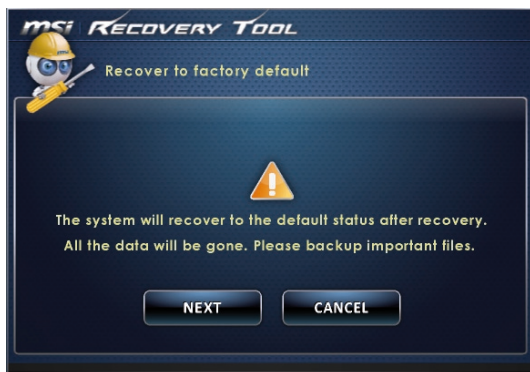 msi RECOVERY TOOL
Recover to factory default
The system will recover to the default status after recovery.
All the data will be gone. Please backup important files.
NEXT
CANCEL